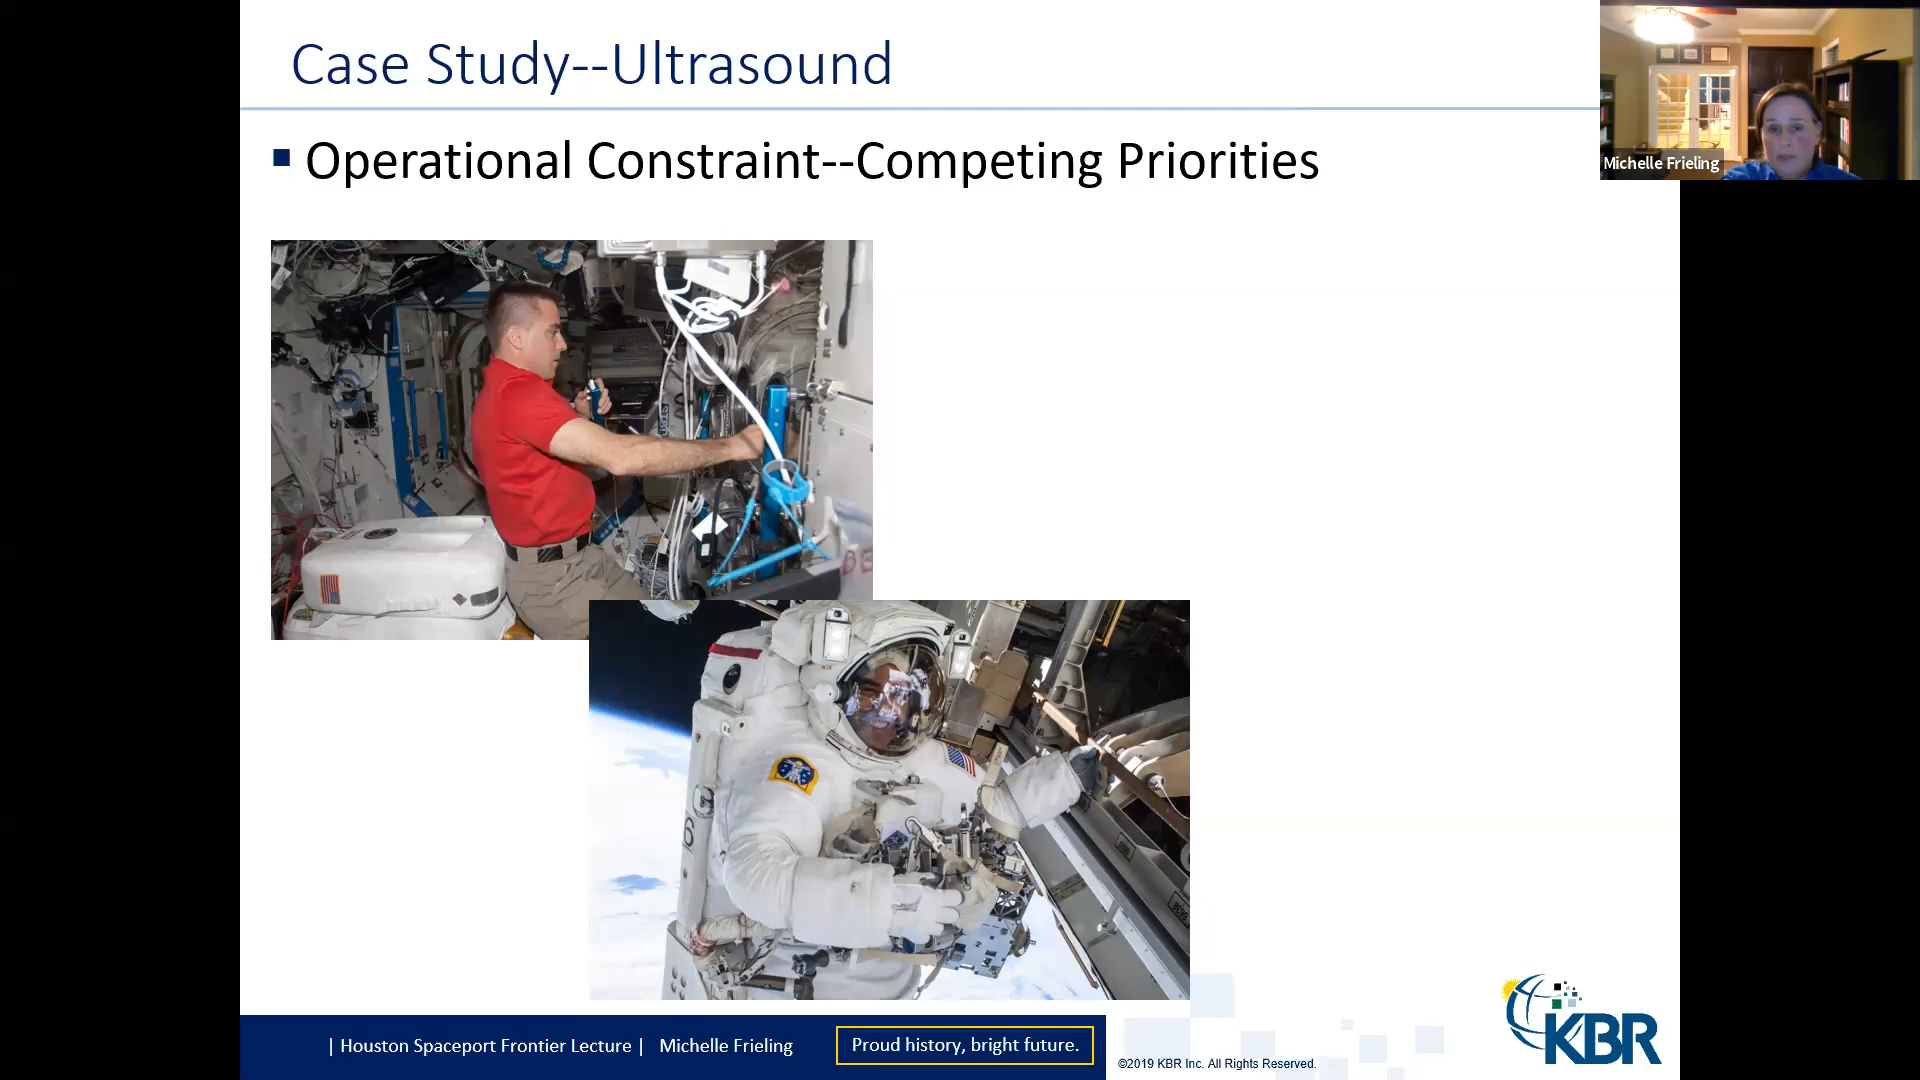 Case Study--Ultrasound
Michelle Frieling
Operational Constraint--Competing Priorities
6
| Houston Spaceport Frontier Lecture | Michelle Frieling
Proud history, bright future.
©2019 KBR Inc. All Rights Reserved.
KBR